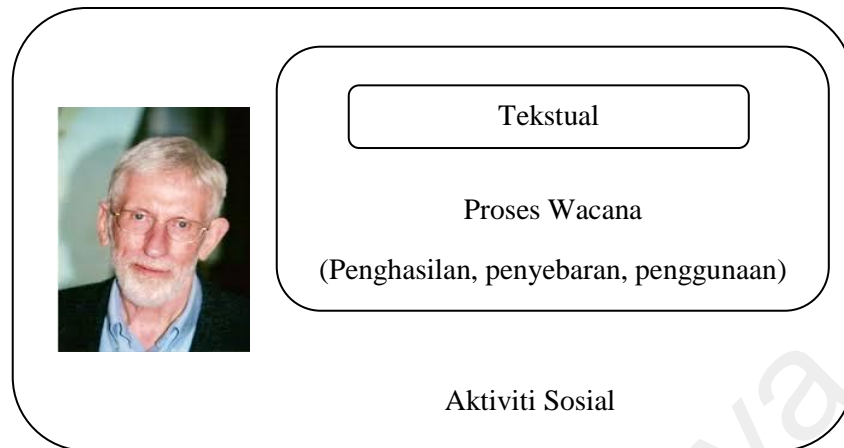 Tekstual
Proses Wacana
(Penghasilan, penyebaran, penggunaan)
Aktiviti Sosial